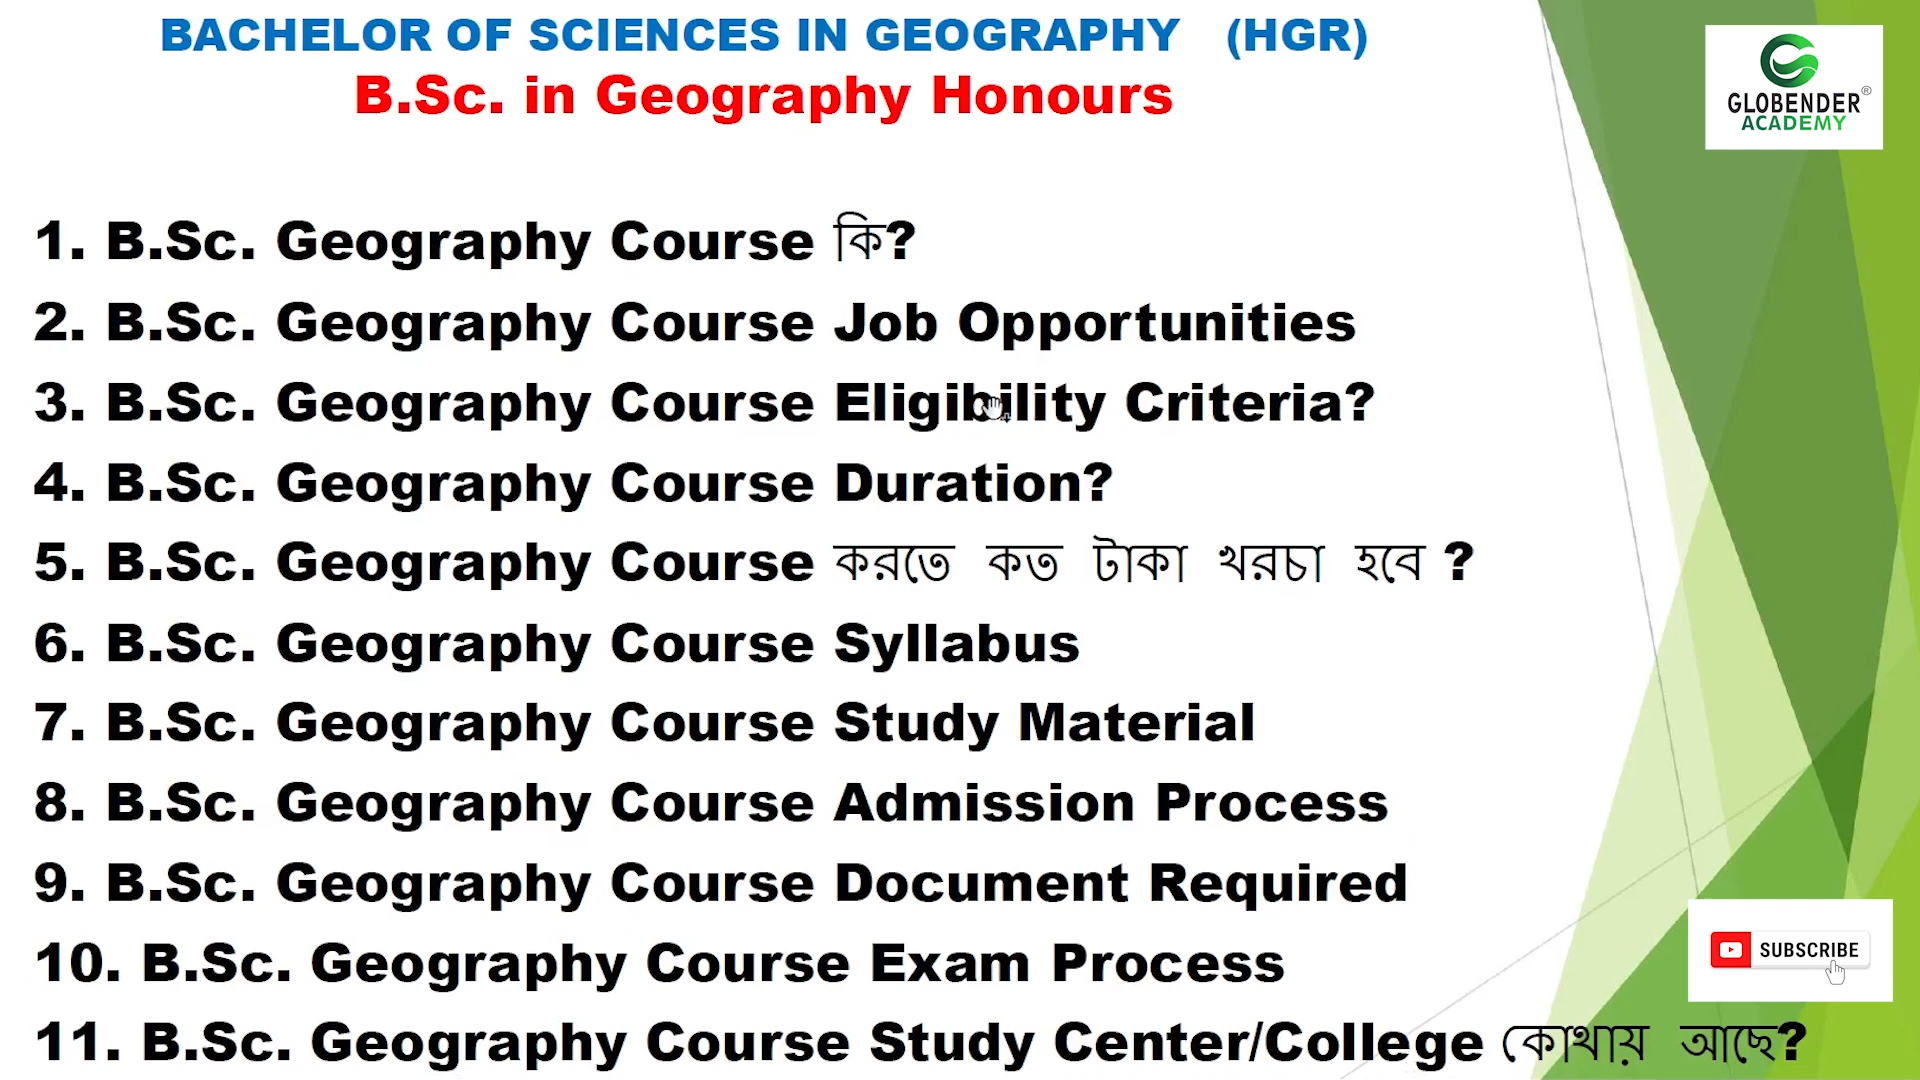 BACHELOR OF SCIENCES IN GEOGRAPHY (HGR)
B.Sc. in Geography Honours
GLOBENDER®
ACADEMY
1. B.Sc. Geography Course কি?
2. B.Sc. Geography Course Job Opportunities
3. B.Sc. Geography Course Eligibility Criteria?
4. B.Sc. Geography Course Duration?
5. B.Sc. Geography Course করতে কত টাকা খরচা হবে ?
6. B.Sc. Geography Course Syllabus
7. B.Sc. Geography Course Study Material
8. B.Sc. Geography Course Admission Process
9. B.Sc. Geography Course Document Required
10. B.Sc. Geography Course Exam Process
SUBSCRIBE
11. B.Sc. Geography Course Study Center/College কোথায় আছে?